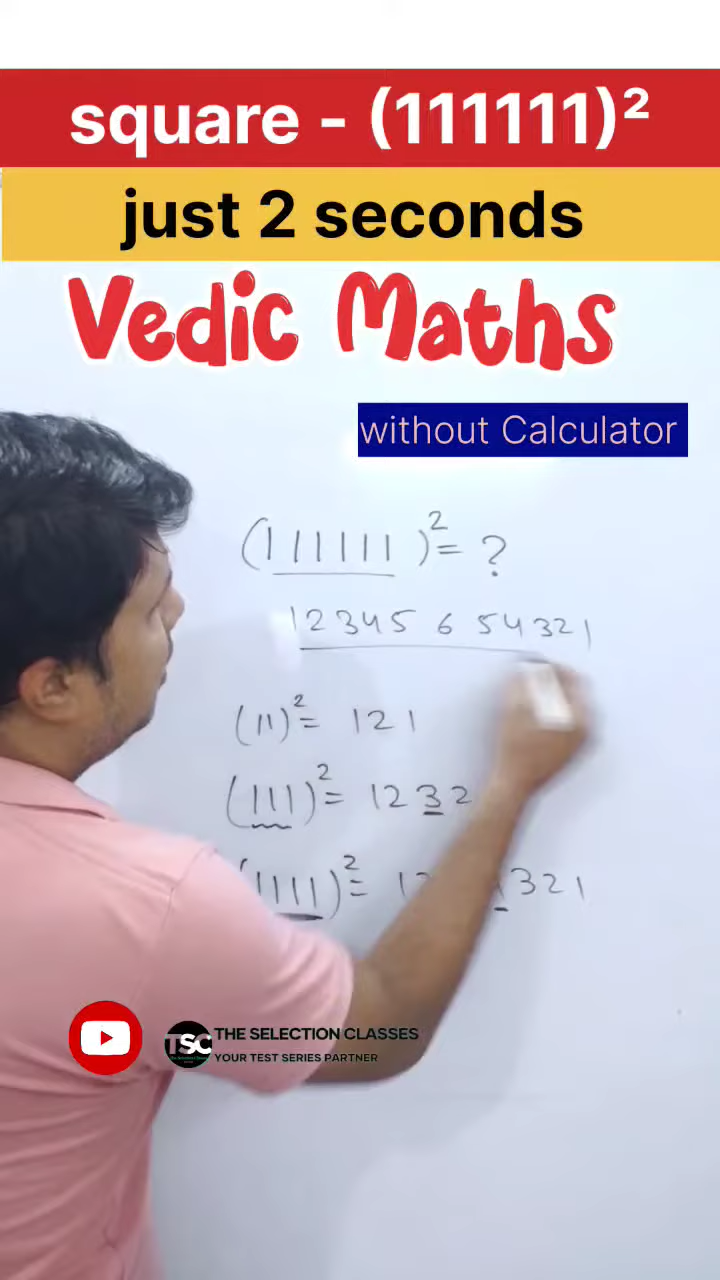 square - (111111)²
just 2 seconds
Vedic Maths
without Calculator
(111111)² = ?
12345 6 54321
(11)² = 121
(111)² = 1232
(1111)² = 12 321
TSC THE SELECTION CLASSES
YOUR TEST SERIES PARTNER